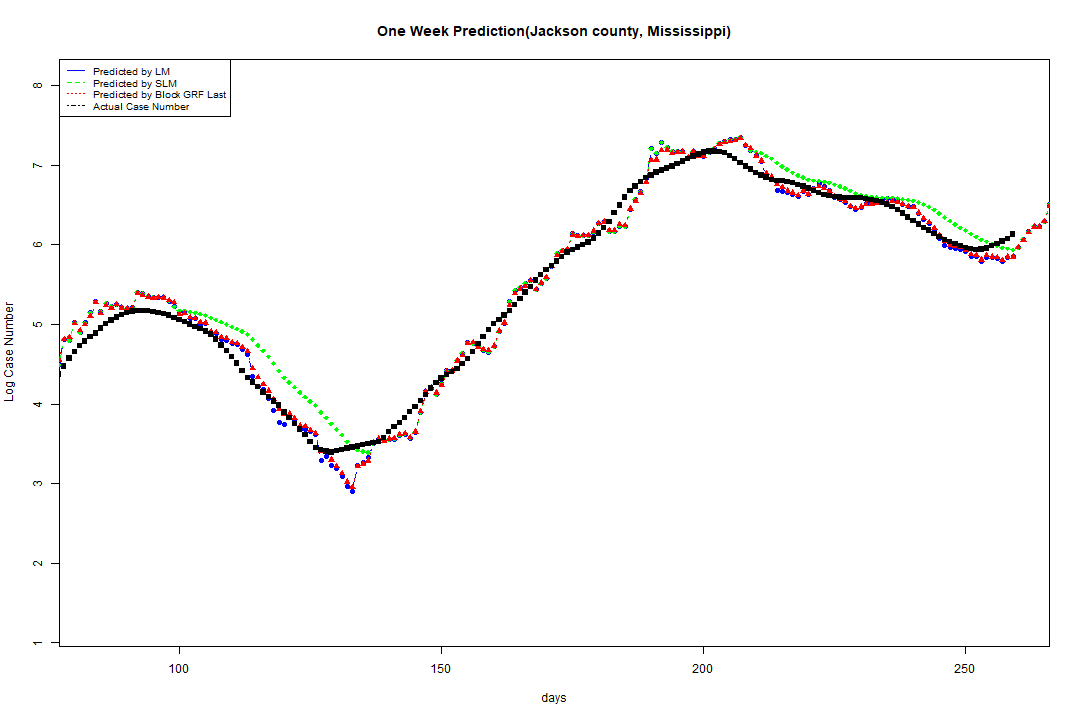 One Week Prediction(Jackson county, Mississippi)
Predicted by LM
Predicted by SLM
Predicted by Block GRF Last
Actual Case Number
8
7
6
5
4
3
2
1
Log Case Number
100 150 200 250
days